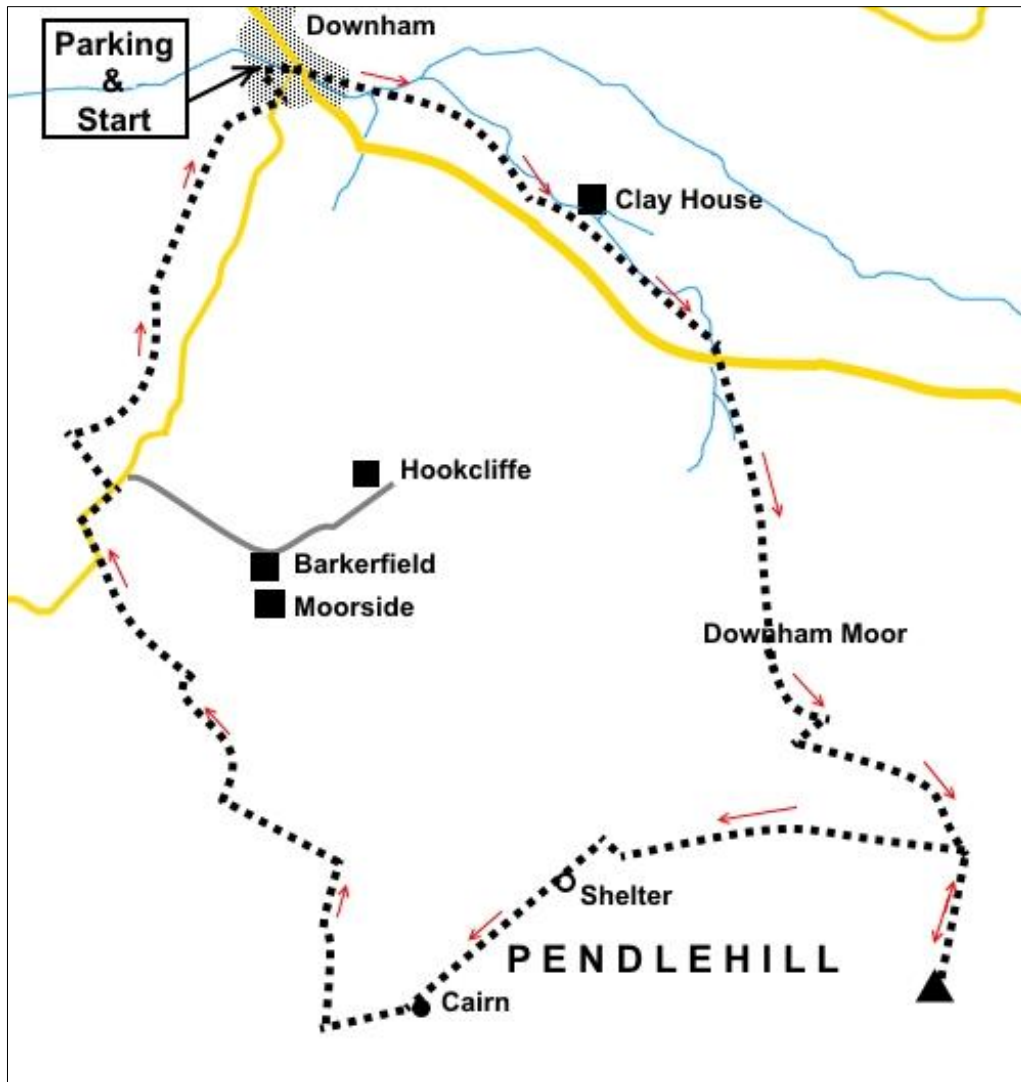 Downham
Parking
&
Start
Clay House
Hookcliffe
Barkerfield
Moorside
Downham Moor
Shelter
PENDLEHILL
Cairn